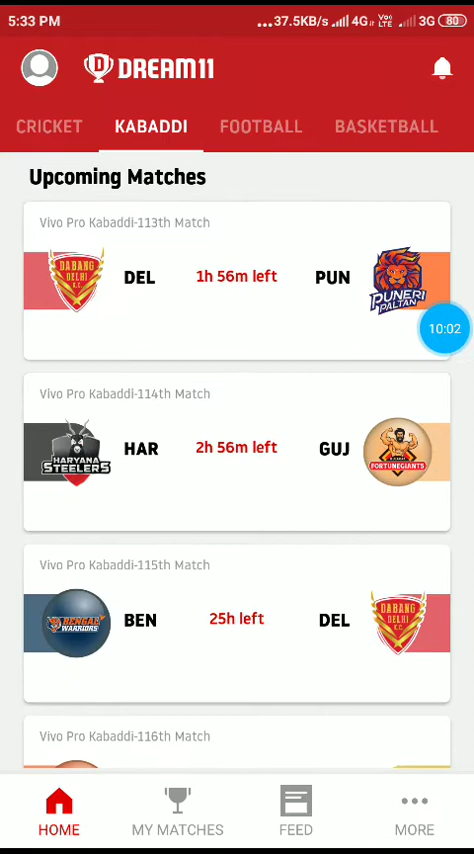 5:33 PM ...37.5KB/s 4G Vo LTE 3G 80
D DREAM11
CRICKET KABADDI FOOTBALL BASKETBALL
Upcoming Matches
Vivo Pro Kabaddi-113th Match
DABANG DELHI K.C. DEL 1h 56m left PUN PUNERI PALTAN
10:02
Vivo Pro Kabaddi-114th Match
HARYANA STEELERS HAR 2h 56m left GUJ FORTUNEGIANTS
Vivo Pro Kabaddi-115th Match
BENGAL WARRIORS BEN 25h left DEL DABANG DELHI K.C.
Vivo Pro Kabaddi-116th Match
HOME MY MATCHES FEED MORE